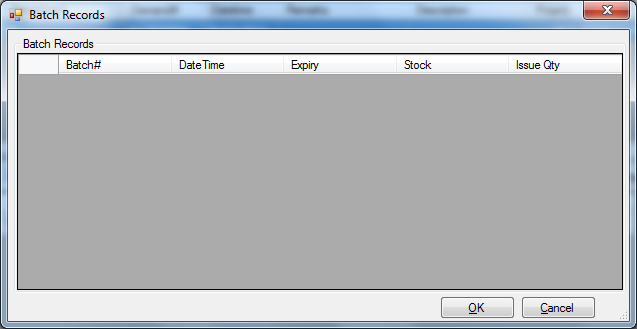 Batch Records
Batch Records
Batch# DateTime Expiry Stock Issue Qty
OK Cancel